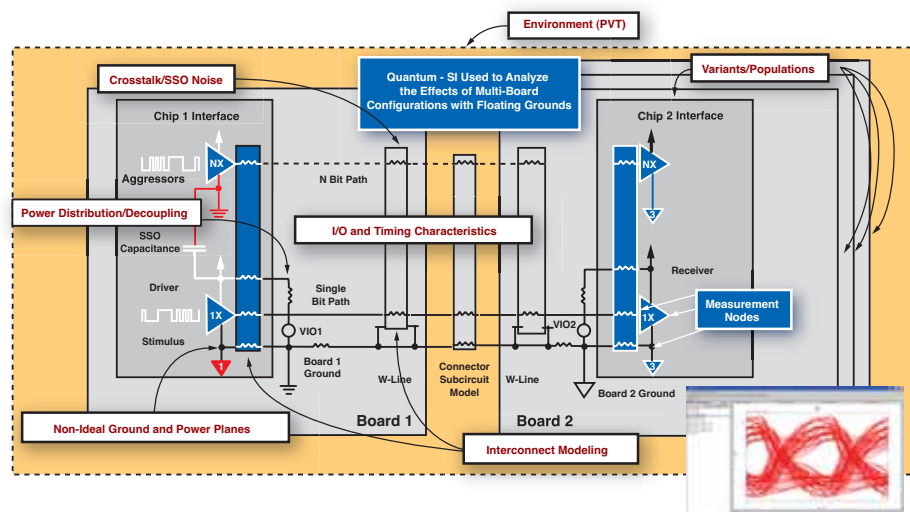 Environment (PVT)
Crosstalk/SSO Noise
Quantum - SI Used to Analyze
the Effects of Multi-Board
Configurations with Floating Grounds
Variants/Populations
Chip 1 Interface
Chip 2 Interface
NX
NX
Aggressors
N Bit Path
Power Distribution/Decoupling
3
I/O and Timing Characteristics
SSO
Capacitance
Driver
Single
Bit Path
Receiver
1X
1X
Measurement
Nodes
VIO1
VIO2
Stimulus
1
Board 1
Ground
W-Line
Connector
Subcircuit
Model
W-Line
3
Board 2 Ground
Non-Ideal Ground and Power Planes
Board 1
Board 2
Interconnect Modeling